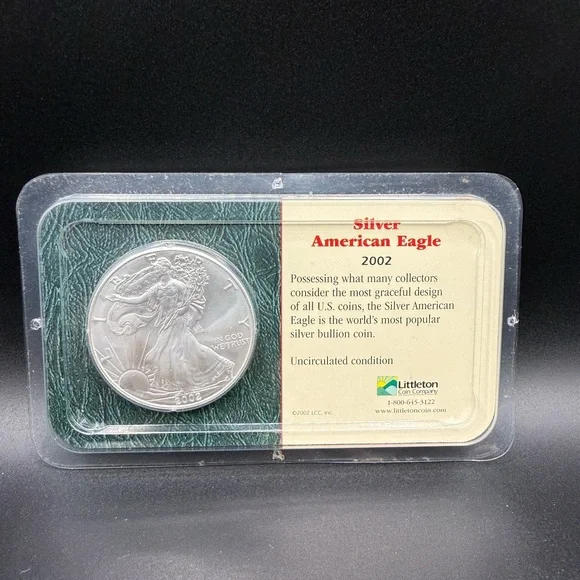 LIBERTY
IN GOD
WE TRUST
2002
Silver
American Eagle
2002
Possessing what many collectors
consider the most graceful design
of all U.S. coins, the Silver American
Eagle is the world's most popular
silver bullion coin.
Uncirculated condition
Littleton
Coin Company
1-800-645-3122
www.littletoncoin.com
©2002 LCC, Inc.